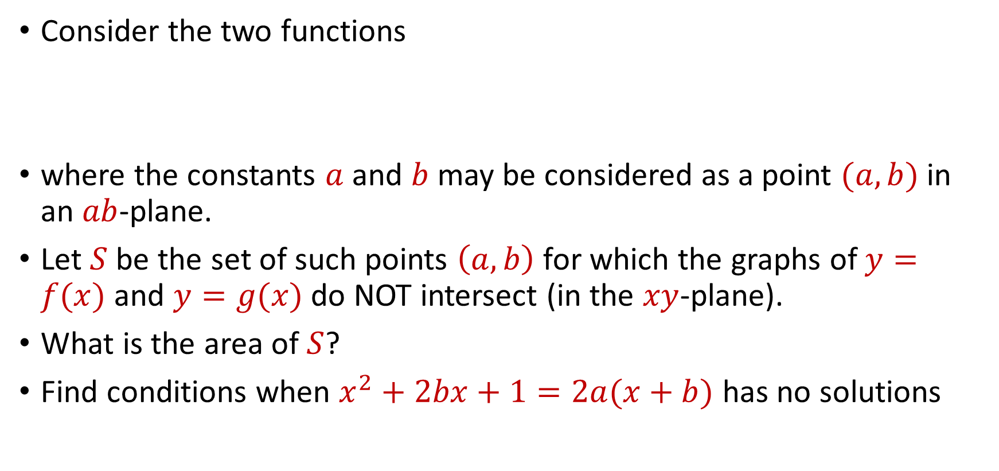 • Consider the two functions
• where the constants a and b may be considered as a point (a, b) in
an ab-plane.
• Let S be the set of such points (a, b) for which the graphs of y =
f(x) and y = g(x) do NOT intersect (in the xy-plane).
• What is the area of S?
• Find conditions when x² + 2bx + 1 = 2a(x + b) has no solutions